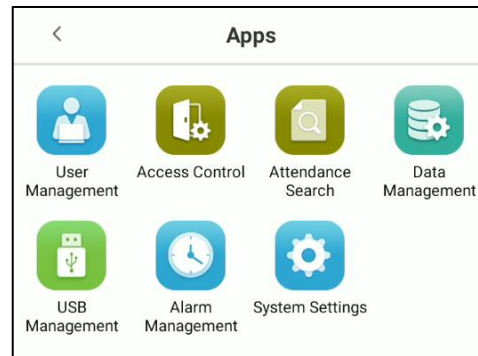 Apps
User
Management
Access Control
Attendance
Search
Data
Management
USB
Management
Alarm
Management
System Settings